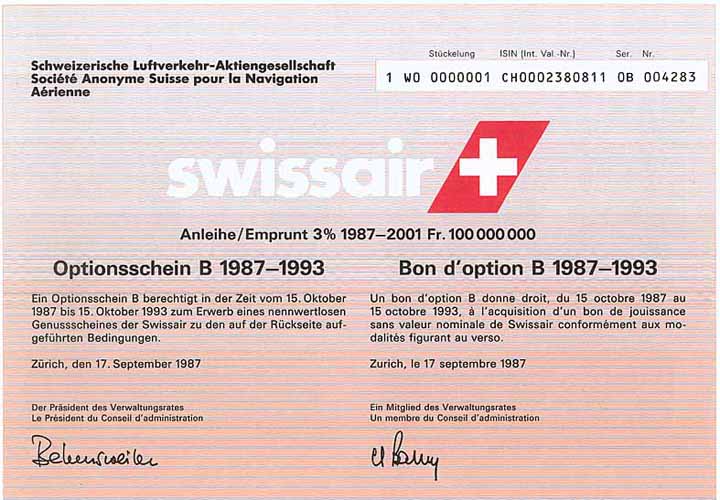 Schweizerische Luftverkehr-Aktiengesellschaft
Société Anonyme Suisse pour la Navigation
Aérienne
Stückelung ISIN (Int. Val.-Nr.) Ser. Nr.
1 WO 0000001 CH0002380811 OB 004283
swissair
Anleihe/Emprunt 3% 1987–2001 Fr. 100 000 000
Optionsschein B 1987–1993
Ein Optionsschein B berechtigt in der Zeit vom 15. Oktober
1987 bis 15. Oktober 1993 zum Erwerb eines nennwertlosen
Genussscheines der Swissair zu den auf der Rückseite auf-
geführten Bedingungen.
Zürich, den 17. September 1987
Der Präsident des Verwaltungsrates
Le Président du Conseil d'administration
Bon d'option B 1987–1993
Un bon d'option B donne droit, du 15 octobre 1987 au
15 octobre 1993, à l'acquisition d'un bon de jouissance
sans valeur nominale de Swissair conformément aux mo-
dalités figurant au verso.
Zurich, le 17 septembre 1987
Ein Mitglied des Verwaltungsrates
Un membre du Conseil d'administration